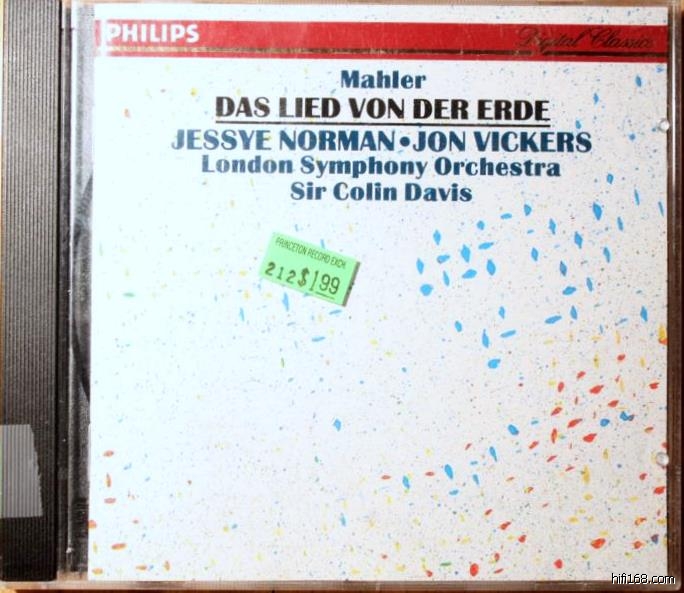 PHILIPS
Digital Classics
Mahler
DAS LIED VON DER ERDE
JESSYE NORMAN • JON VICKERS
London Symphony Orchestra
Sir Colin Davis
PRINCETON RECORD EXCH
212 $1.99
hifi168.com